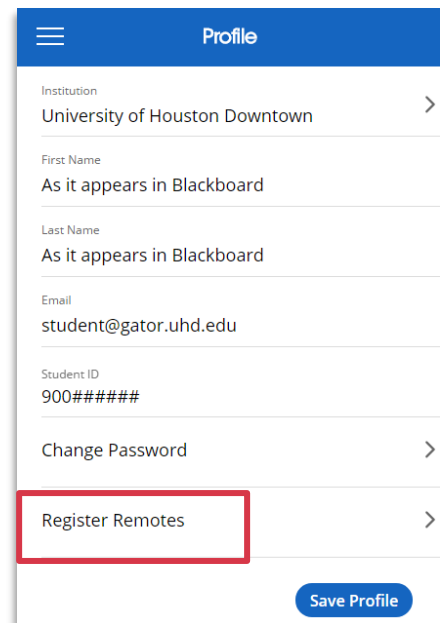 Profile
Institution
University of Houston Downtown
First Name
As it appears in Blackboard
Last Name
As it appears in Blackboard
Email
student@gator.uhd.edu
Student ID
900######
Change Password
Register Remotes
Save Profile